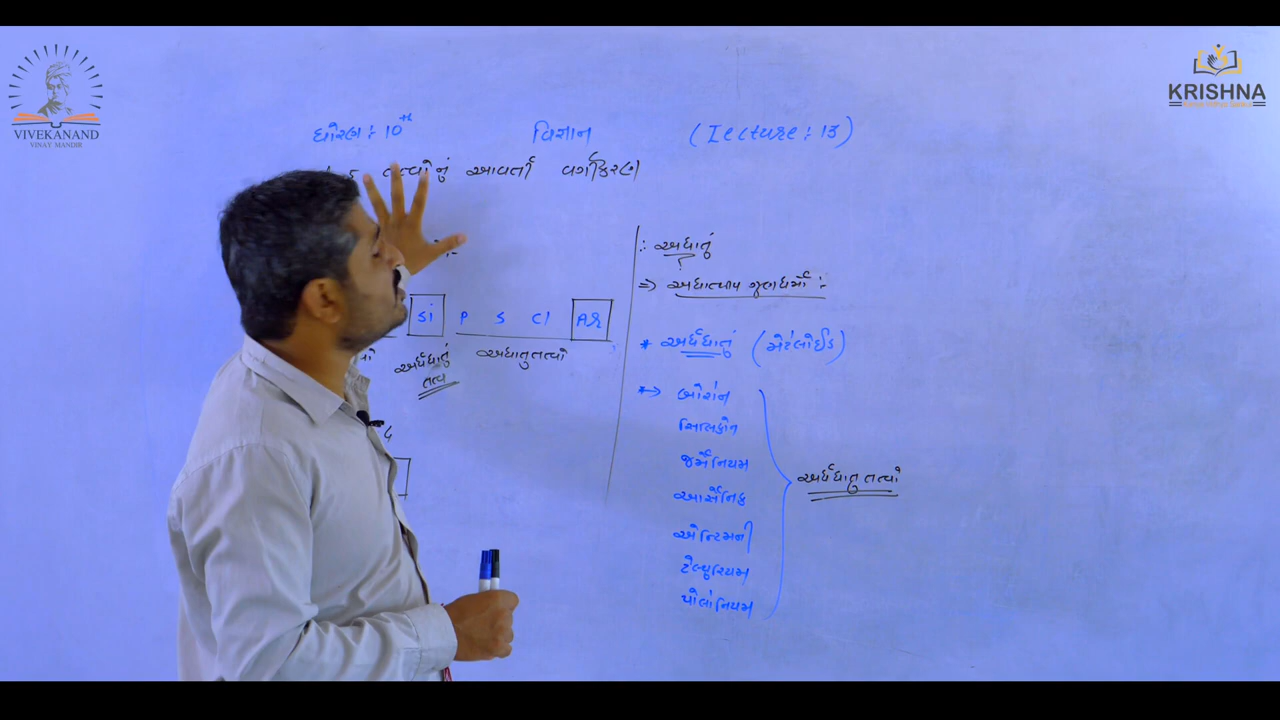 VIVEKANAND
VINAY MANDIR
KRISHNA
ધોરણ : 10th વિજ્ઞાન (Lecture : 13)
તત્વોનું આવર્તી વર્ગીકરણ
Si P S Cl Ar
અર્ધધાતું
તત્વ
અધાતુતત્વો
: અધાતું
⇒ અધાત્વીય ગુણધર્મો :
* અર્ધધાતું (મેટલોઈડ)
બોરોન
સિલિકોન
જર્મેનિયમ
આર્સેનિક
એન્ટિમની
ટેલ્યુરિયમ
પોલોનિયમ
અર્ધધાતુ તત્વો